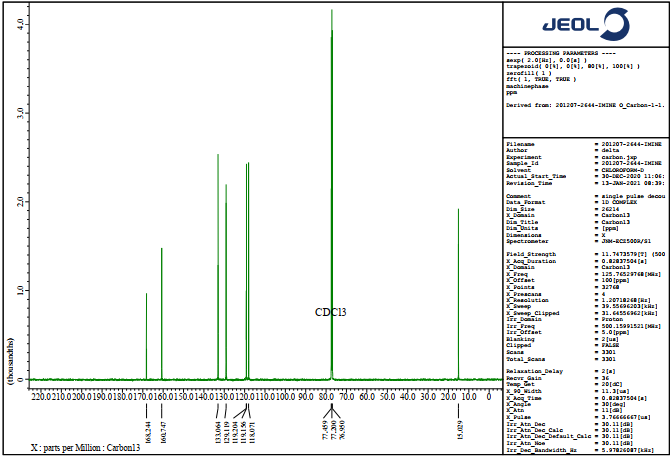 4.0
3.0
2.0
1.0
0
(thousandths)
CDCl3
220.0 210.0 200.0 190.0 180.0 170.0 160.0 150.0 140.0 130.0 120.0 110.0 100.0 90.0 80.0 70.0 60.0 50.0 40.0 30.0 20.0 10.0 0
168.244
160.747
133.064
129.119
119.204
119.156
118.071
77.459
77.200
76.950
15.029
X : parts per Million : Carbon13
JEOL
---- PROCESSING PARAMETERS ----
sexp( 2.0[Hz], 0.0[s] )
trapezoid( 0[%], 0[%], 80[%], 100[%] )
zerofill( 1 )
fft( 1, TRUE, TRUE )
machinephase
ppm
Derived from: 201207-2644-IMINE O_Carbon-1-1.
Filename = 201207-2644-IMINE
Author = delta
Experiment = carbon.jxp
Sample_Id = 201207-2644-IMINE
Solvent = CHLOROFORM-D
Actual_Start_Time = 30-DEC-2020 11:06:
Revision_Time = 13-JAN-2021 08:39:
Comment = single pulse decou
Data_Format = 1D COMPLEX
Dim_Size = 26214
X_Domain = Carbon13
Dim_Title = Carbon13
Dim_Units = [ppm]
Dimensions = X
Spectrometer = JNM-ECZ500R/S1
Field_Strength = 11.7473579[T] (500
X_Acq_Duration = 0.82837504[s]
X_Domain = Carbon13
X_Freq = 125.76529768[MHz]
X_Offset = 100[ppm]
X_Points = 32768
X_Prescans = 4
X_Resolution = 1.20718268[Hz]
X_Sweep = 39.55696203[kHz]
X_Sweep_Clipped = 31.64556962[kHz]
Irr_Domain = Proton
Irr_Freq = 500.15991521[MHz]
Irr_Offset = 5.0[ppm]
Blanking = 2[us]
Clipped = FALSE
Scans = 3301
Total_Scans = 3301
Relaxation_Delay = 2[s]
Recvr_Gain = 36
Temp_Get = 20[dC]
X_90_Width = 11.3[us]
X_Acq_Time = 0.82837504[s]
X_Angle = 30[deg]
X_Atn = 11[dB]
X_Pulse = 3.76666667[us]
Irr_Atn_Dec = 30.11[dB]
Irr_Atn_Dec_Calc = 30.11[dB]
Irr_Atn_Dec_Default_Calc = 30.11[dB]
Irr_Atn_Noe = 30.11[dB]
Irr_Dec_Bandwidth_Hz = 5.97826087[kHz]